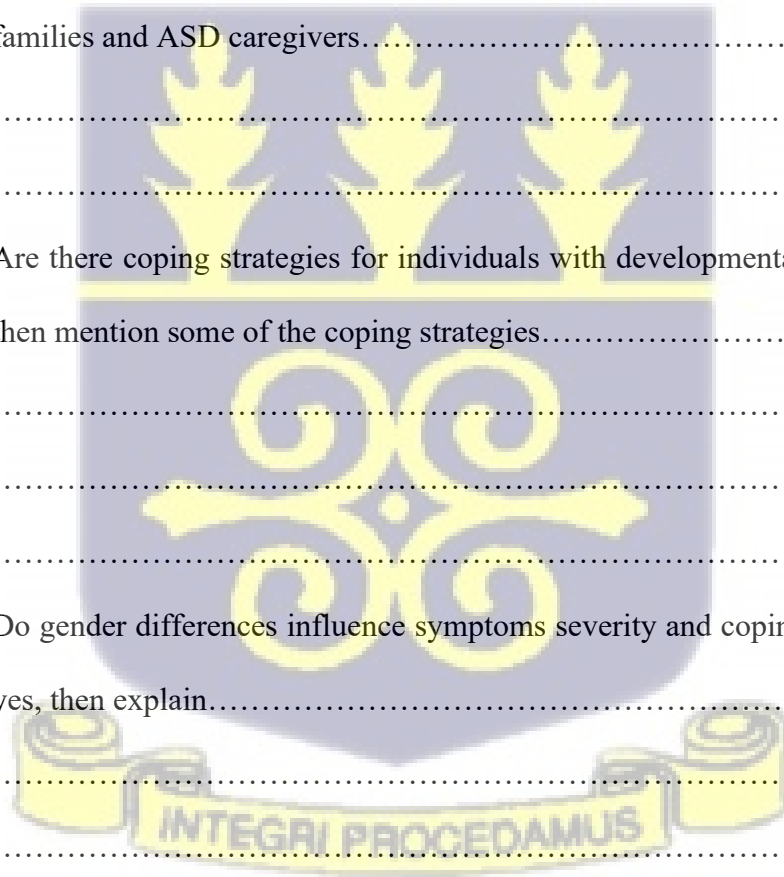 families and ASD caregivers………………………………………
……………………………………………………………………
……………………………………………………………………
Are there coping strategies for individuals with developmenta
then mention some of the coping strategies………………………
……………………………………………………………………
……………………………………………………………………
……………………………………………………………………
Do gender differences influence symptoms severity and copin
yes, then explain……………………………………………………
……………………………………………………………………
INTEGRI PROCEDAMUS
……………………………………………………………………